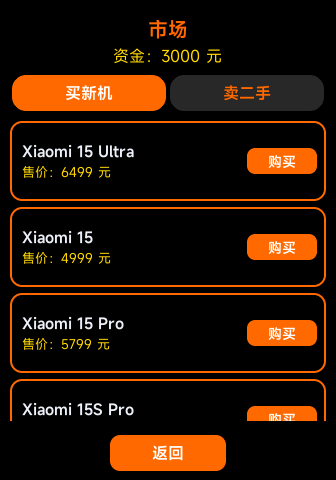 市场
资金：3000 元
买新机
卖二手
Xiaomi 15 Ultra
售价：6499 元
购买
Xiaomi 15
售价：4999 元
购买
Xiaomi 15 Pro
售价：5799 元
购买
Xiaomi 15S Pro
购买
返回